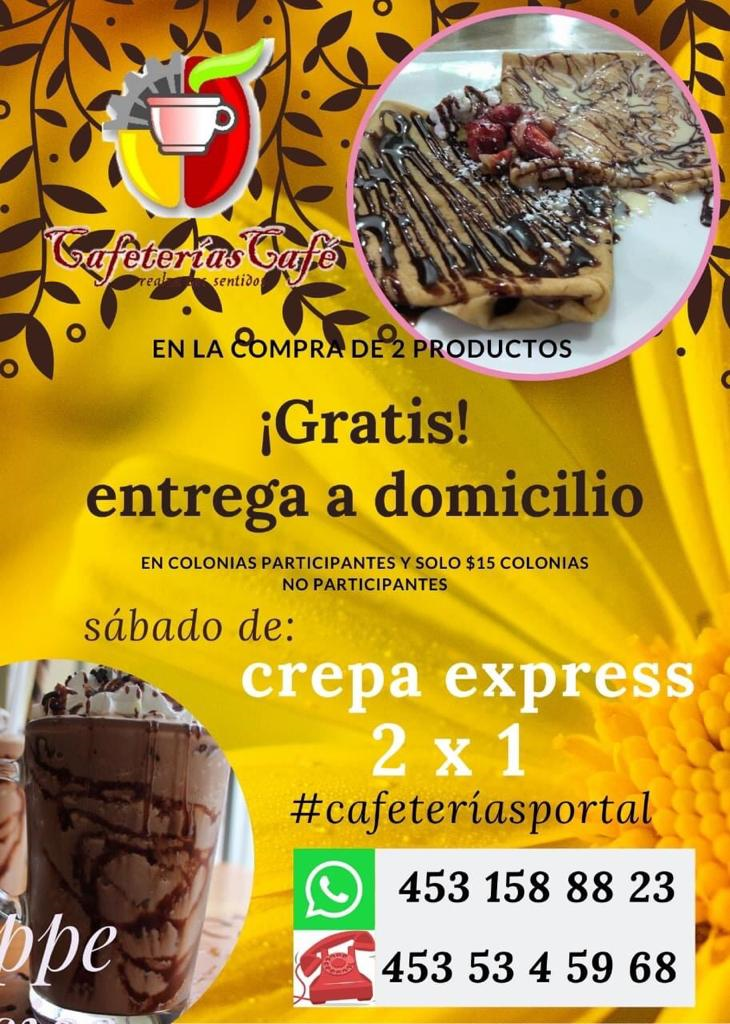 Cafeterías Café
sentidos
EN LA COMPRA DE 2 PRODUCTOS
¡Gratis!
entrega a domicilio
EN COLONIAS PARTICIPANTES Y SOLO $15 COLONIAS
NO PARTICIPANTES
sábado de:
crepa express
2 x 1
#cafeteríasportal
453 158 88 23
453 53 4 59 68
ppe